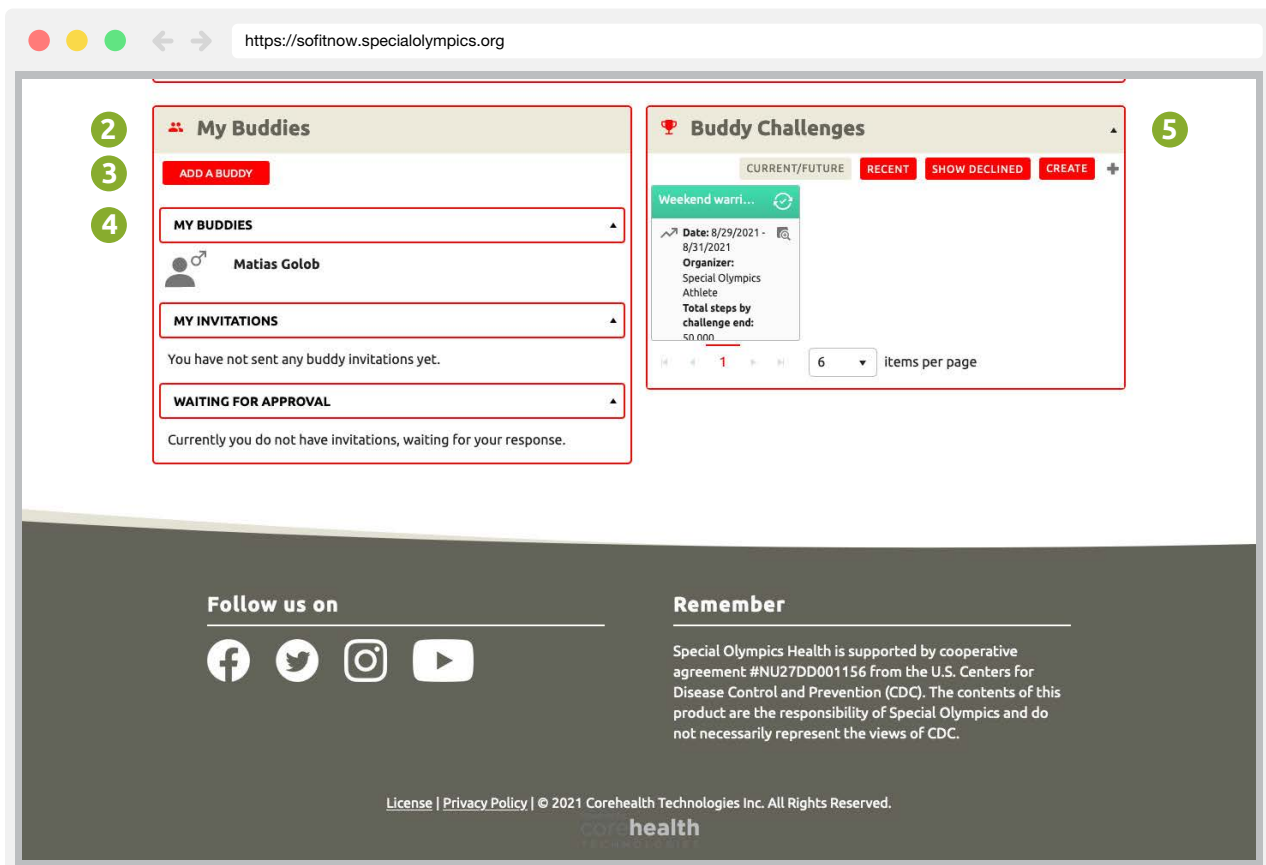 https://sofitnow.specialolympics.org
2
My Buddies
3
ADD A BUDDY
4
MY BUDDIES
Matias Golob
MY INVITATIONS
You have not sent any buddy invitations yet.
WAITING FOR APPROVAL
Currently you do not have invitations, waiting for your response.
Buddy Challenges
5
CURRENT/FUTURE RECENT SHOW DECLINED CREATE
Weekend warri...
Date: 8/29/2021 -
8/31/2021
Organizer:
Special Olympics
Athlete
Total steps by
challenge end:
50,000
1 6 items per page
Follow us on
Remember
Special Olympics Health is supported by cooperative
agreement #NU27DD001156 from the U.S. Centers for
Disease Control and Prevention (CDC). The contents of this
product are the responsibility of Special Olympics and do
not necessarily represent the views of CDC.
License | Privacy Policy | © 2021 Corehealth Technologies Inc. All Rights Reserved.
corehealth
TECHNOLOGIES